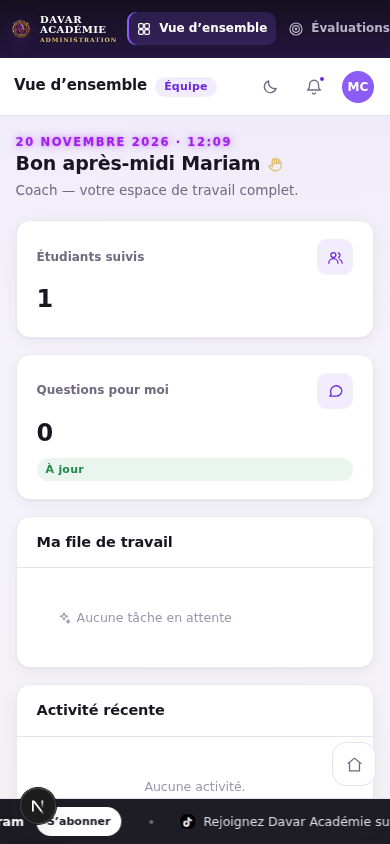 DAVAR
ACADÉMIE
ADMINISTRATION
Vue d’ensemble
Évaluations
Vue d’ensemble
Équipe
MC
20 NOVEMBRE 2026 · 12:09
Bon après-midi Mariam
Coach — votre espace de travail complet.
Étudiants suivis
1
Questions pour moi
0
À jour
Ma file de travail
Aucune tâche en attente
Activité récente
Aucune activité.
ram
S’abonner
• Rejoignez Davar Académie su
N